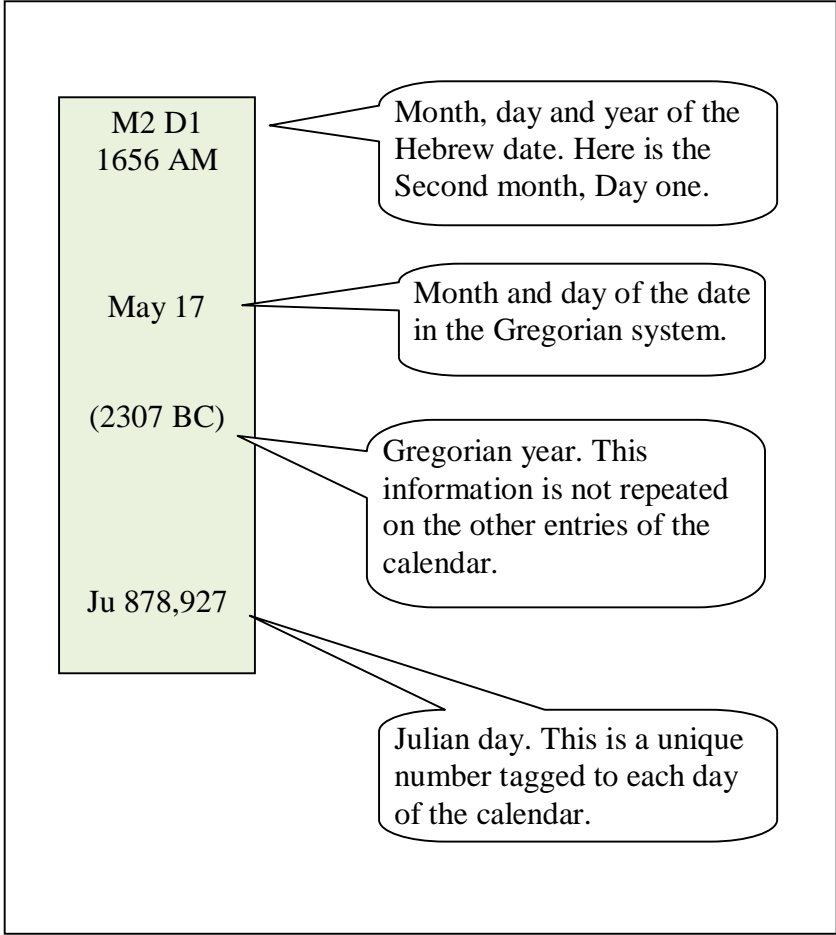 M2 D1
1656 AM
Month, day and year of the
Hebrew date. Here is the
Second month, Day one.
May 17
Month and day of the date
in the Gregorian system.
(2307 BC)
Gregorian year. This
information is not repeated
on the other entries of the
calendar.
Ju 878,927
Julian day. This is a unique
number tagged to each day
of the calendar.